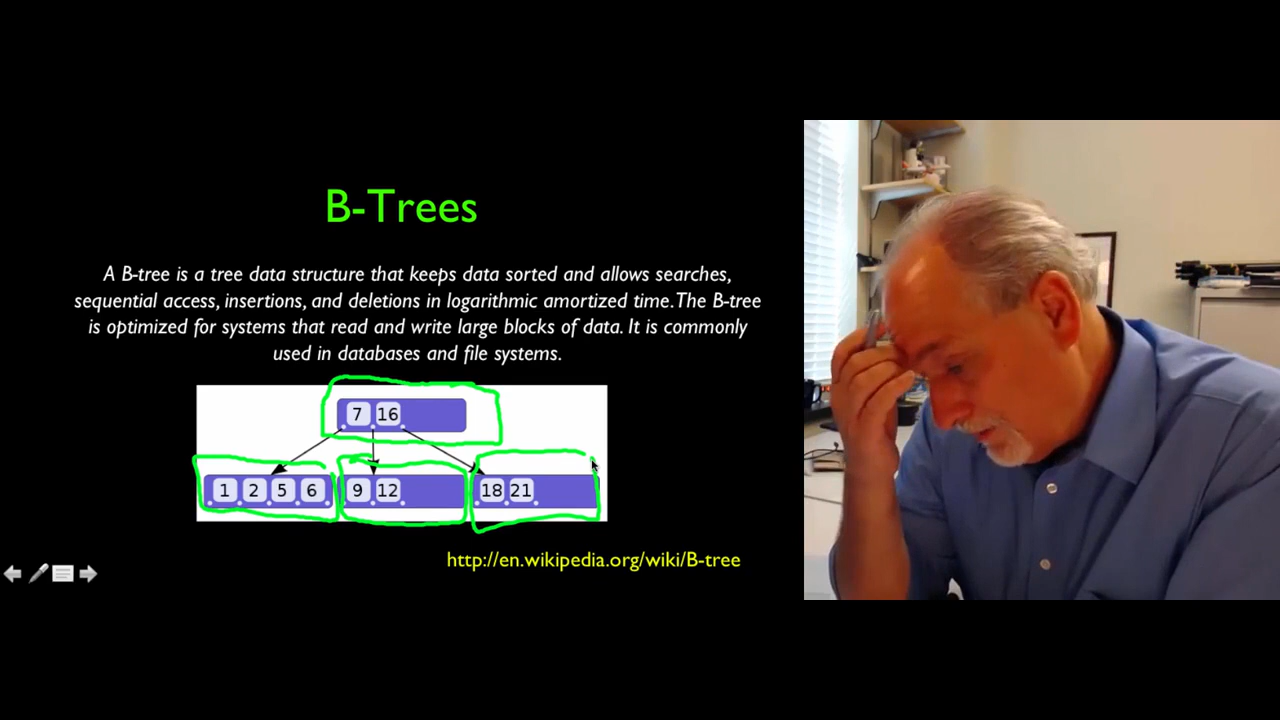 B-Trees
A B-tree is a tree data structure that keeps data sorted and allows searches,
sequential access, insertions, and deletions in logarithmic amortized time. The B-tree
is optimized for systems that read and write large blocks of data. It is commonly
used in databases and file systems.
7 16
1 2 5 6 9 12 18 21
http://en.wikipedia.org/wiki/B-tree